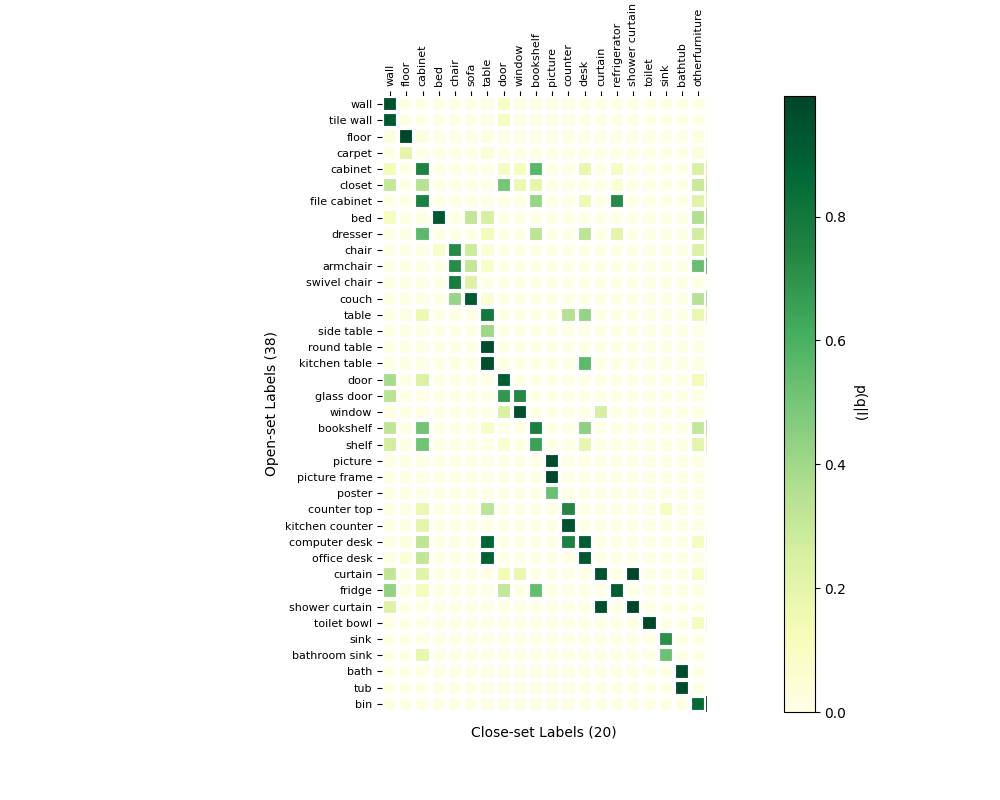 wall
floor
cabinet
bed
chair
sofa
table
door
window
bookshelf
picture
counter
desk
curtain
refrigerator
shower curtain
toilet
sink
bathtub
otherfurniture
wall
tile wall
floor
carpet
cabinet
closet
file cabinet
bed
dresser
chair
armchair
swivel chair
couch
table
side table
round table
kitchen table
door
glass door
window
bookshelf
shelf
picture
picture frame
poster
counter top
kitchen counter
computer desk
office desk
curtain
fridge
shower curtain
toilet bowl
sink
bathroom sink
bath
tub
bin
Open-set Labels (38)
Close-set Labels (20)
0.8
0.6
0.4
0.2
0.0
p(q|l)